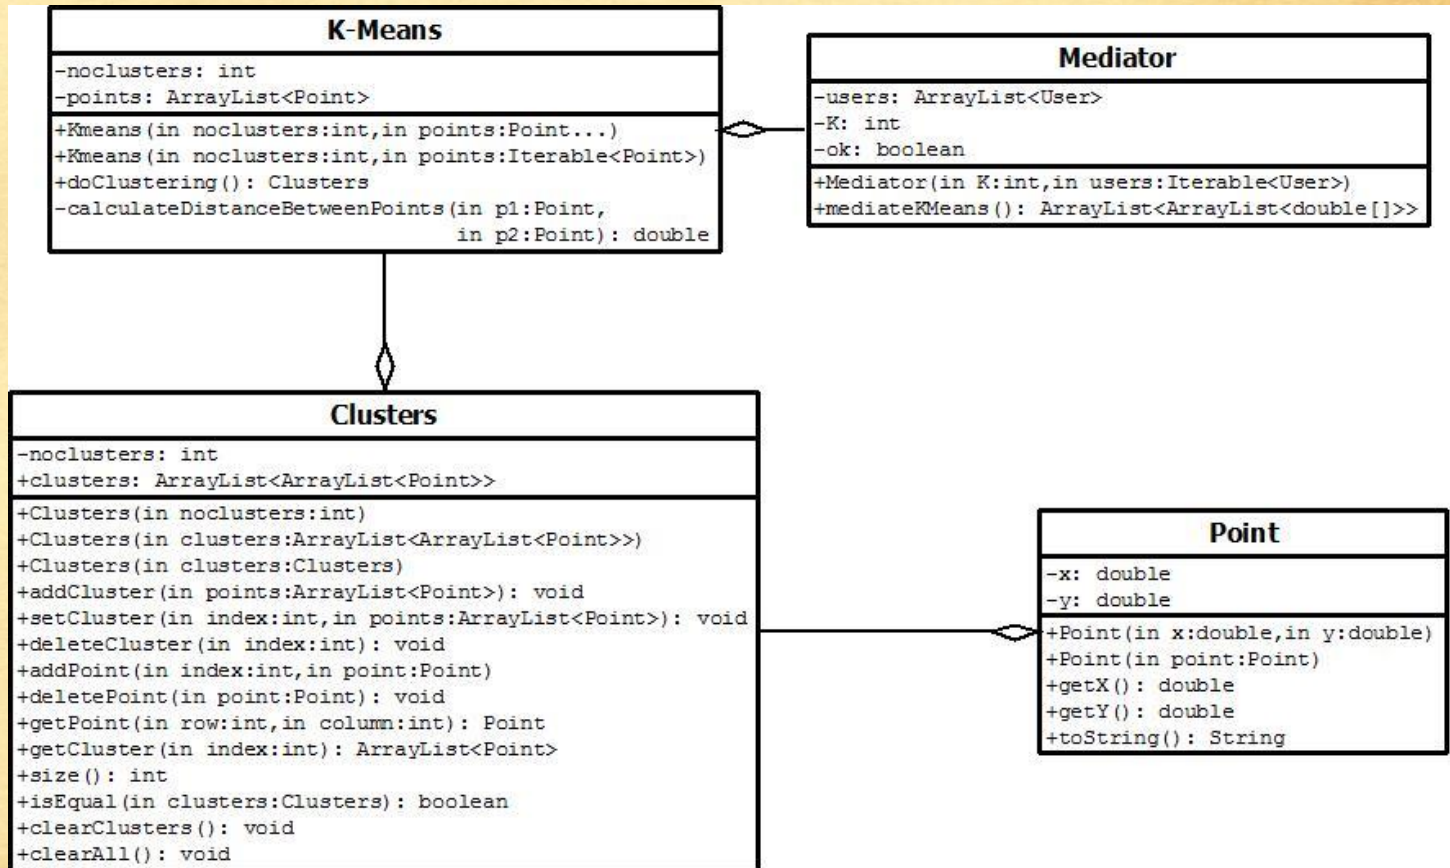 K-Means
-noclusters: int
-points: ArrayList<Point>
+Kmeans(in noclusters:int,in points:Point...)
+Kmeans(in noclusters:int,in points:Iterable<Point>)
+doClustering(): Clusters
-calculateDistanceBetweenPoints(in p1:Point,
in p2:Point): double
Mediator
-users: ArrayList<User>
-K: int
-ok: boolean
+Mediator(in K:int,in users:Iterable<User>)
+mediateKMeans(): ArrayList<ArrayList<double[]>>
Clusters
-noclusters: int
+clusters: ArrayList<ArrayList<Point>>
+Clusters(in noclusters:int)
+Clusters(in clusters:ArrayList<ArrayList<Point>>)
+Clusters(in clusters:Clusters)
+addCluster(in points:ArrayList<Point>): void
+setCluster(in index:int,in points:ArrayList<Point>): void
+deleteCluster(in index:int): void
+addPoint(in index:int,in point:Point)
+deletePoint(in point:Point): void
+getPoint(in row:int,in column:int): Point
+getCluster(in index:int): ArrayList<Point>
+size(): int
+isEqual(in clusters:Clusters): boolean
+clearClusters(): void
+clearAll(): void
Point
-x: double
-y: double
+Point(in x:double,in y:double)
+Point(in point:Point)
+getX(): double
+getY(): double
+toString(): String